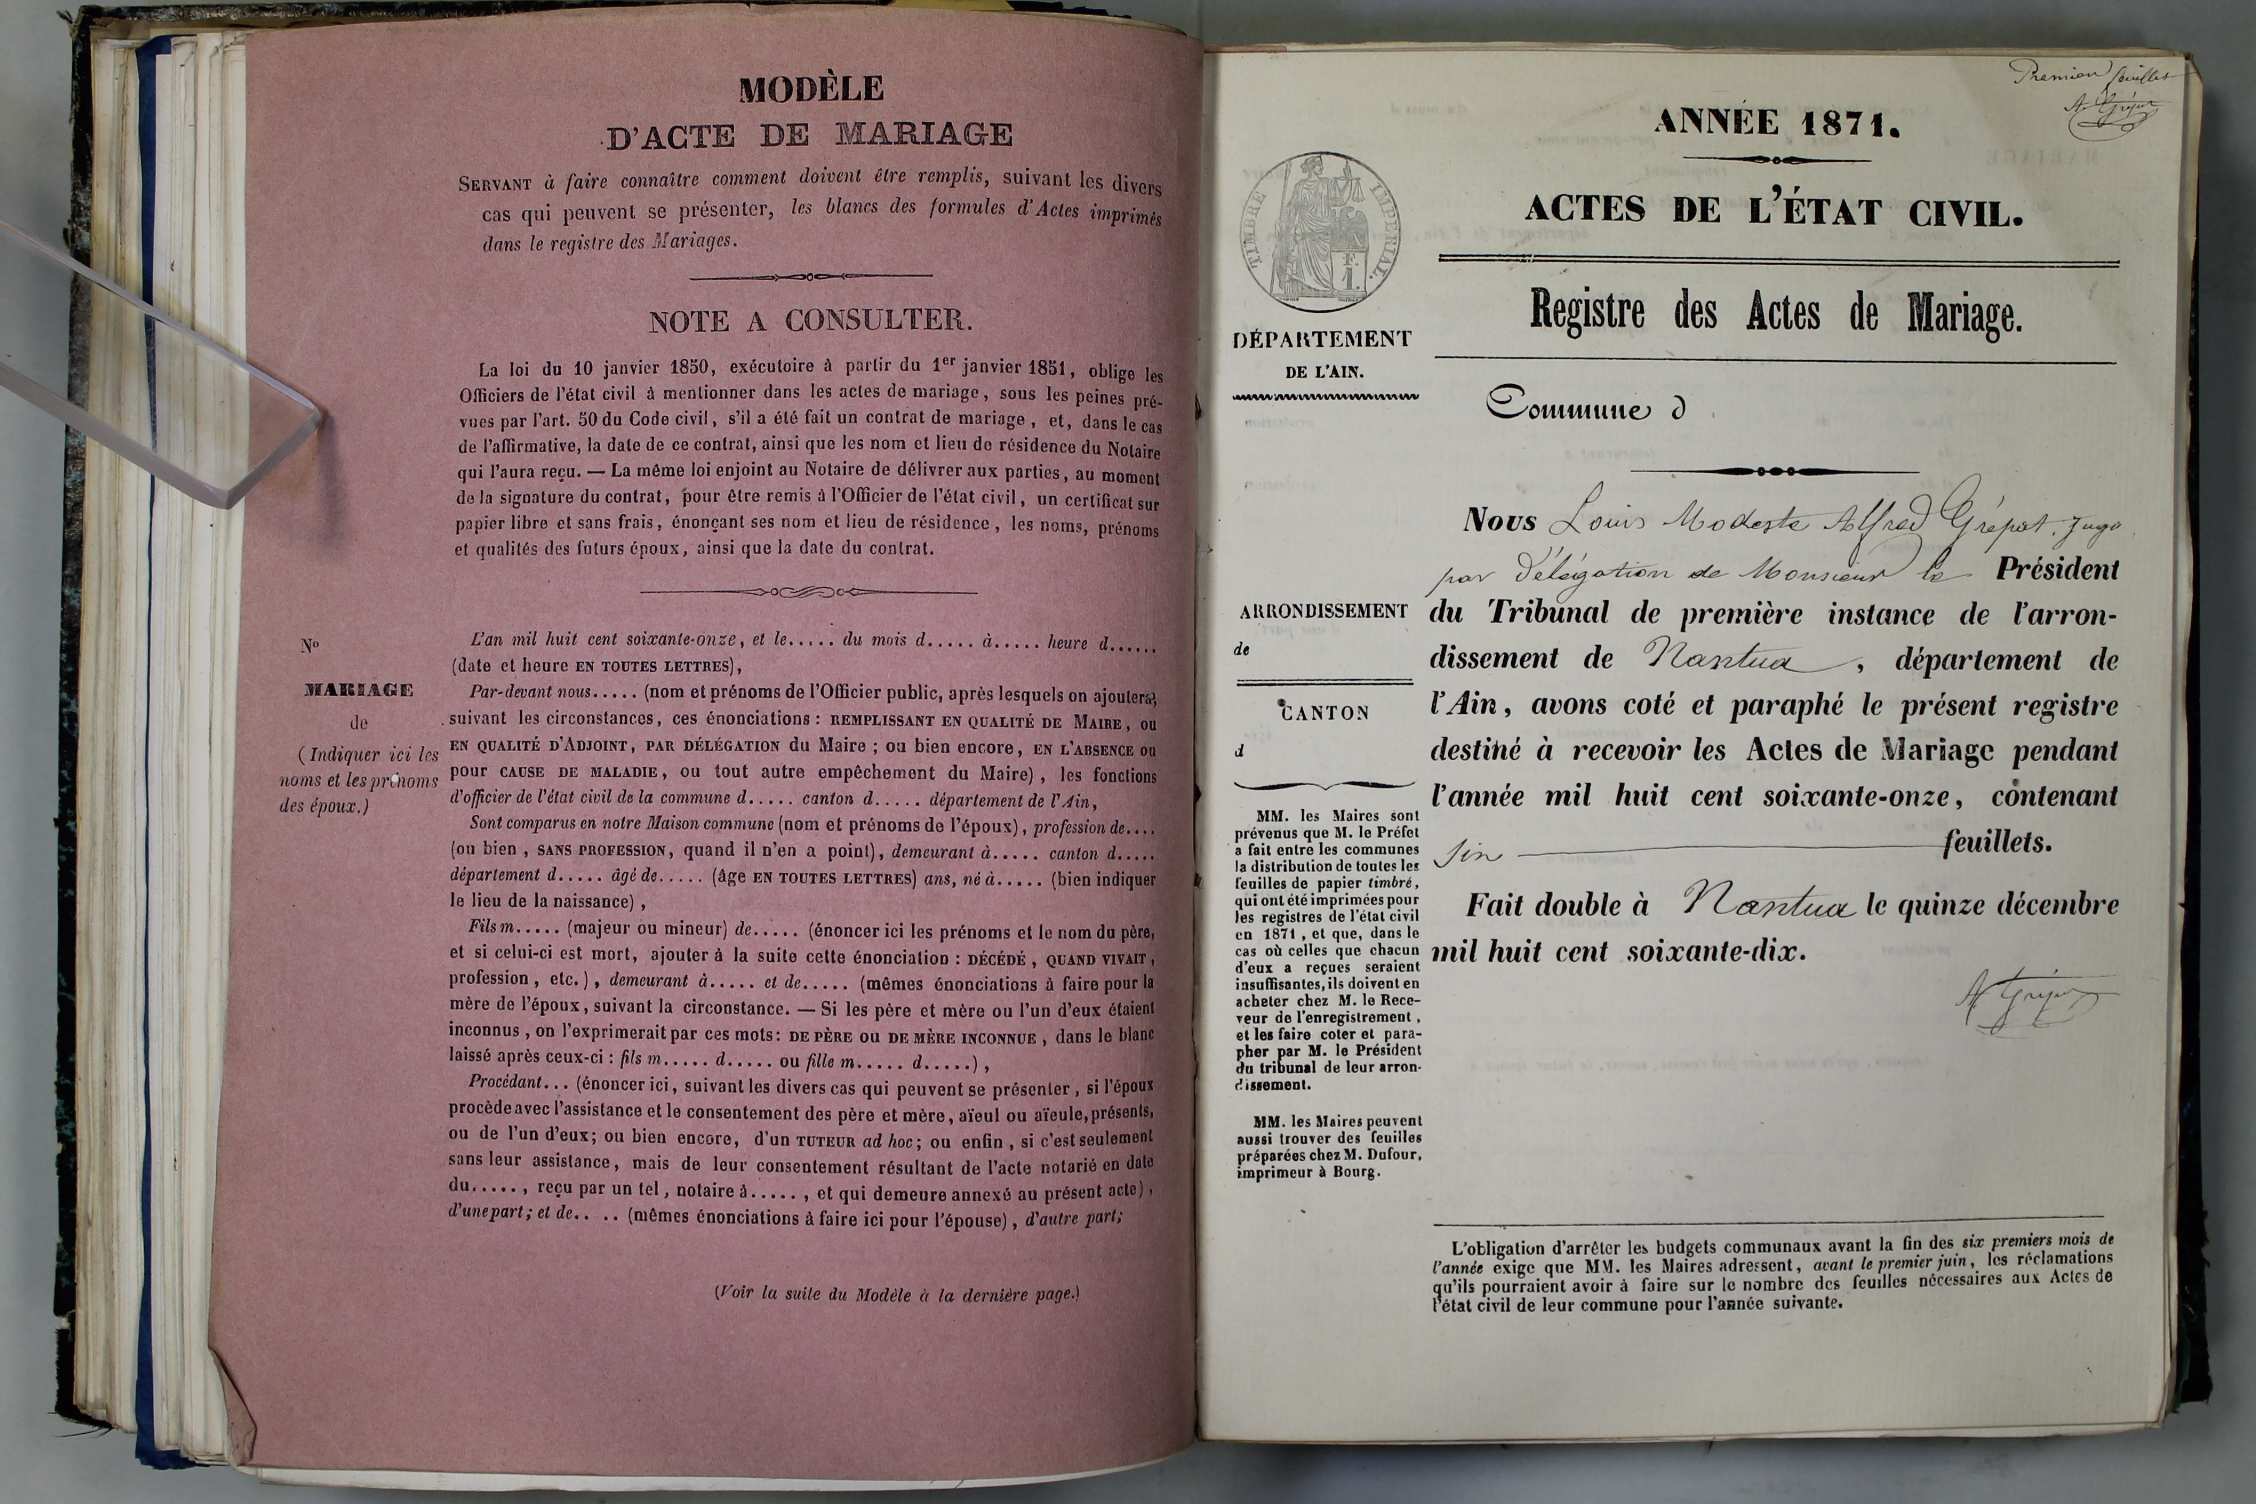 MODÈLE
D'ACTE DE MARIAGE
SERVANT à faire connaître comment doivent être remplis, suivant les divers
cas qui peuvent se présenter, les blancs des formules d'Actes imprimés
dans le registre des Mariages.
NOTE A CONSULTER.
La loi du 10 janvier 1850, exécutoire à partir du 1er janvier 1851, oblige les
Officiers de l'état civil à mentionner dans les actes de mariage, sous les peines pré-
vues par l'art. 50 du Code civil, s'il a été fait un contrat de mariage, et, dans le cas
de l'affirmative, la date de ce contrat, ainsi que les nom et lieu de résidence du Notaire
qui l'aura reçu. — La même loi enjoint au Notaire de délivrer aux parties, au moment
de la signature du contrat, pour être remis à l'Officier de l'état civil, un certificat sur
papier libre et sans frais, énonçant ses nom et lieu de résidence, les noms, prénoms
et qualités des futurs époux, ainsi que la date du contrat.
No
MARIAGE
de
(Indiquer ici les
noms et les prénoms
des époux.)
L'an mil huit cent soixante-onze, et le..... du mois d..... à..... heure d......
(date et heure EN TOUTES LETTRES),
Par-devant nous..... (nom et prénoms de l'Officier public, après lesquels on ajoutera,
suivant les circonstances, ces énonciations : REMPLISSANT EN QUALITÉ DE MAIRE, ou
EN QUALITÉ D'ADJOINT, PAR DÉLÉGATION du Maire ; ou bien encore, EN L'ABSENCE ou
pour CAUSE DE MALADIE, ou tout autre empêchement du Maire), les fonctions
d'officier de l'état civil de la commune d..... canton d..... département de l'Ain,
Sont comparus en notre Maison commune (nom et prénoms de l'époux), profession de....
(ou bien, SANS PROFESSION, quand il n'en a point), demeurant à..... canton d.....
département d..... âgé de..... (âge EN TOUTES LETTRES) ans, né à..... (bien indiquer
le lieu de la naissance),
Fils m..... (majeur ou mineur) de..... (énoncer ici les prénoms et le nom du père,
et si celui-ci est mort, ajouter à la suite cette énonciation : DÉCÉDÉ, QUAND VIVAIT,
profession, etc.), demeurant à..... et de..... (mêmes énonciations à faire pour la
mère de l'époux, suivant la circonstance. — Si les père et mère ou l'un d'eux étaient
inconnus, on l'exprimerait par ces mots : DE PÈRE ou DE MÈRE INCONNUE, dans le blanc
laissé après ceux-ci : fils m..... d..... ou fille m..... d.....),
Procédant... (énoncer ici, suivant les divers cas qui peuvent se présenter, si l'époux
procède avec l'assistance et le consentement des père et mère, aïeul ou aïeule, présents,
ou de l'un d'eux ; ou bien encore, d'un TUTEUR ad hoc ; ou enfin, si c'est seulement
sans leur assistance, mais de leur consentement résultant de l'acte notarié en date
du....., reçu par un tel, notaire à....., et qui demeure annexé au présent acte),
d'une part ; et de.. .. (mêmes énonciations à faire ici pour l'épouse), d'autre part ;
(Voir la suite du Modèle à la dernière page.)
Premier feuillet
A Grépat
ANNÉE 1871.
ACTES DE L'ÉTAT CIVIL.
TIMBRE IMPÉRIAL.
F.
1.
Registre des Actes de Mariage.
DÉPARTEMENT
DE L'AIN.
Commune d
Nous Louis Modeste Alfred Grépat, Juge
par délégation de Monsieur le Président
du Tribunal de première instance de l'arron-
dissement de Nantua, département de
l'Ain, avons coté et paraphé le présent registre
destiné à recevoir les Actes de Mariage pendant
l'année mil huit cent soixante-onze, contenant
six feuillets.
Fait double à Nantua le quinze décembre
mil huit cent soixante-dix.
A Grépat
ARRONDISSEMENT
de
CANTON
d
MM. les Maires sont
prévenus que M. le Préfet
a fait entre les communes
la distribution de toutes les
feuilles de papier timbré,
qui ont été imprimées pour
les registres de l'état civil
en 1871, et que, dans le
cas où celles que chacun
d'eux a reçues seraient
insuffisantes, ils doivent en
acheter chez M. le Rece-
veur de l'enregistrement,
et les faire coter et para-
pher par M. le Président
du tribunal de leur arron-
dissement.
MM. les Maires peuvent
aussi trouver des feuilles
préparées chez M. Dufour,
imprimeur à Bourg.
L'obligation d'arrêter les budgets communaux avant la fin des six premiers mois de
l'année exige que MM. les Maires adressent, avant le premier juin, les réclamations
qu'ils pourraient avoir à faire sur le nombre des feuilles nécessaires aux Actes de
l'état civil de leur commune pour l'année suivante.